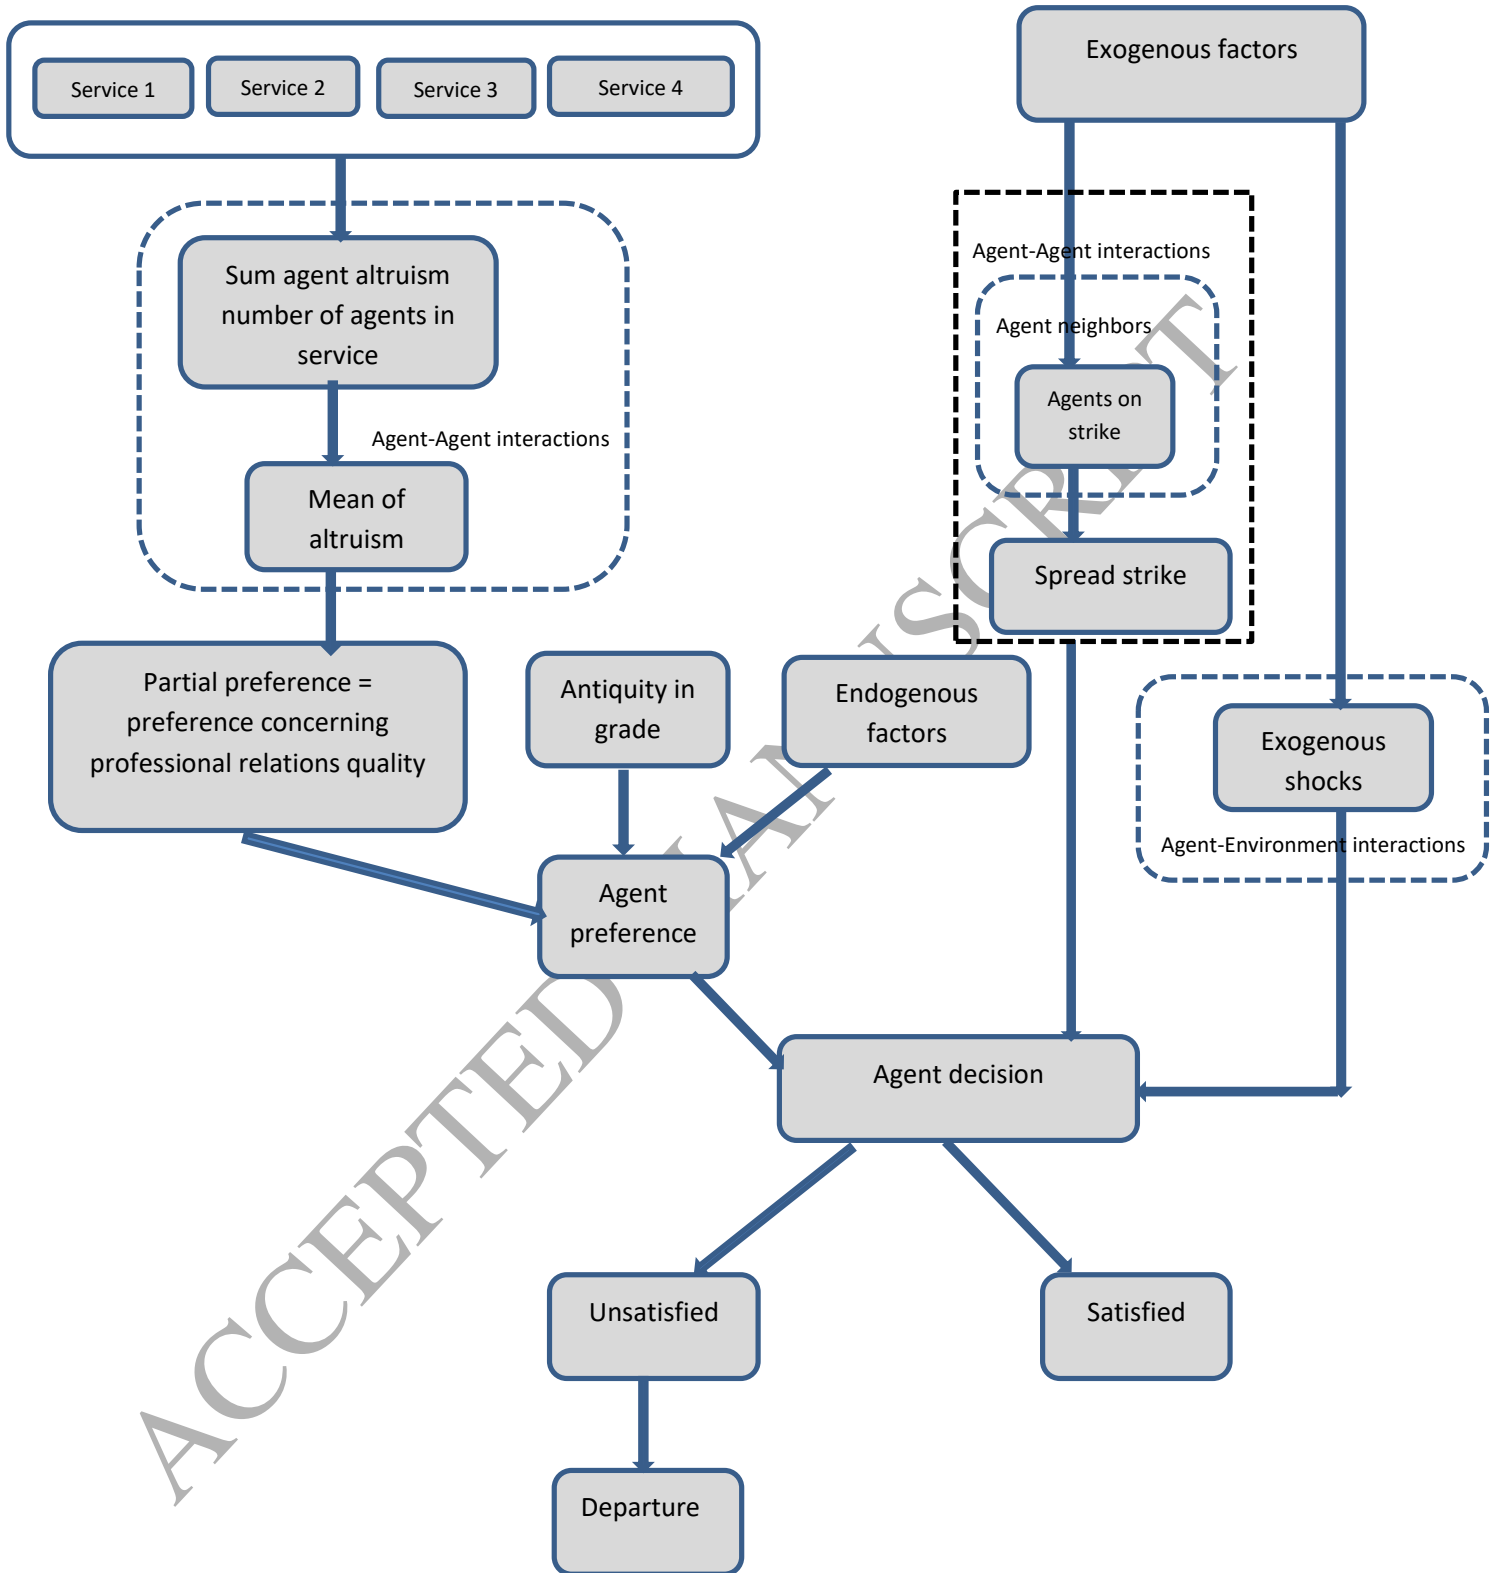 Service 1
Service 2
Service 3
Service 4
Exogenous factors
Sum agent altruism
number of agents in
service
Agent-Agent interactions
Mean of
altruism
Agent-Agent interactions
Agent neighbors
Agents on
strike
Spread strike
Partial preference =
preference concerning
professional relations quality
Antiquity in
grade
Endogenous
factors
Exogenous
shocks
Agent-Environment interactions
Agent
preference
Agent decision
Unsatisfied
Satisfied
Departure
ACCEPTED MANUSCRIPT